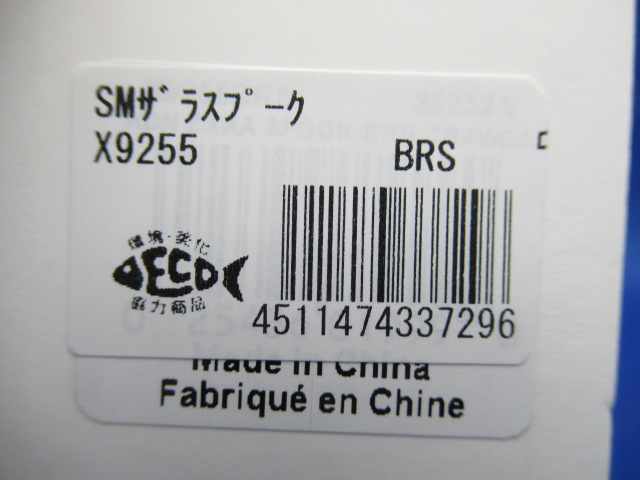 SMｻﾞﾗｽﾌﾟｰｸ
X9255 BRS
環境・美化
ECO
協力商品
4511474337296
Made in China
Fabriqué en Chine